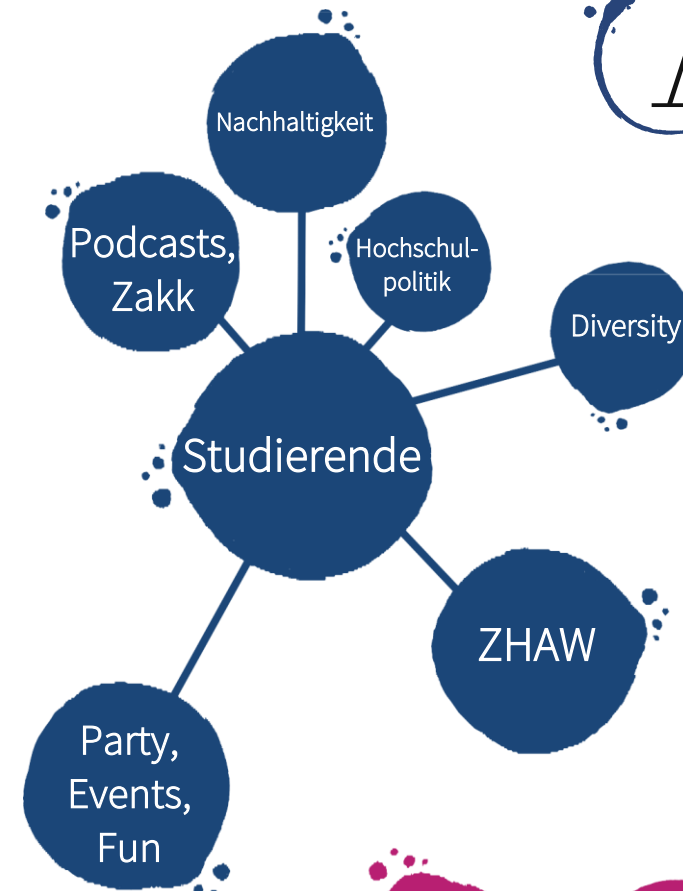 Nachhaltigkeit
Podcasts,
Zakk
Hochschul-
politik
Diversity
Studierende
ZHAW
Party,
Events,
Fun